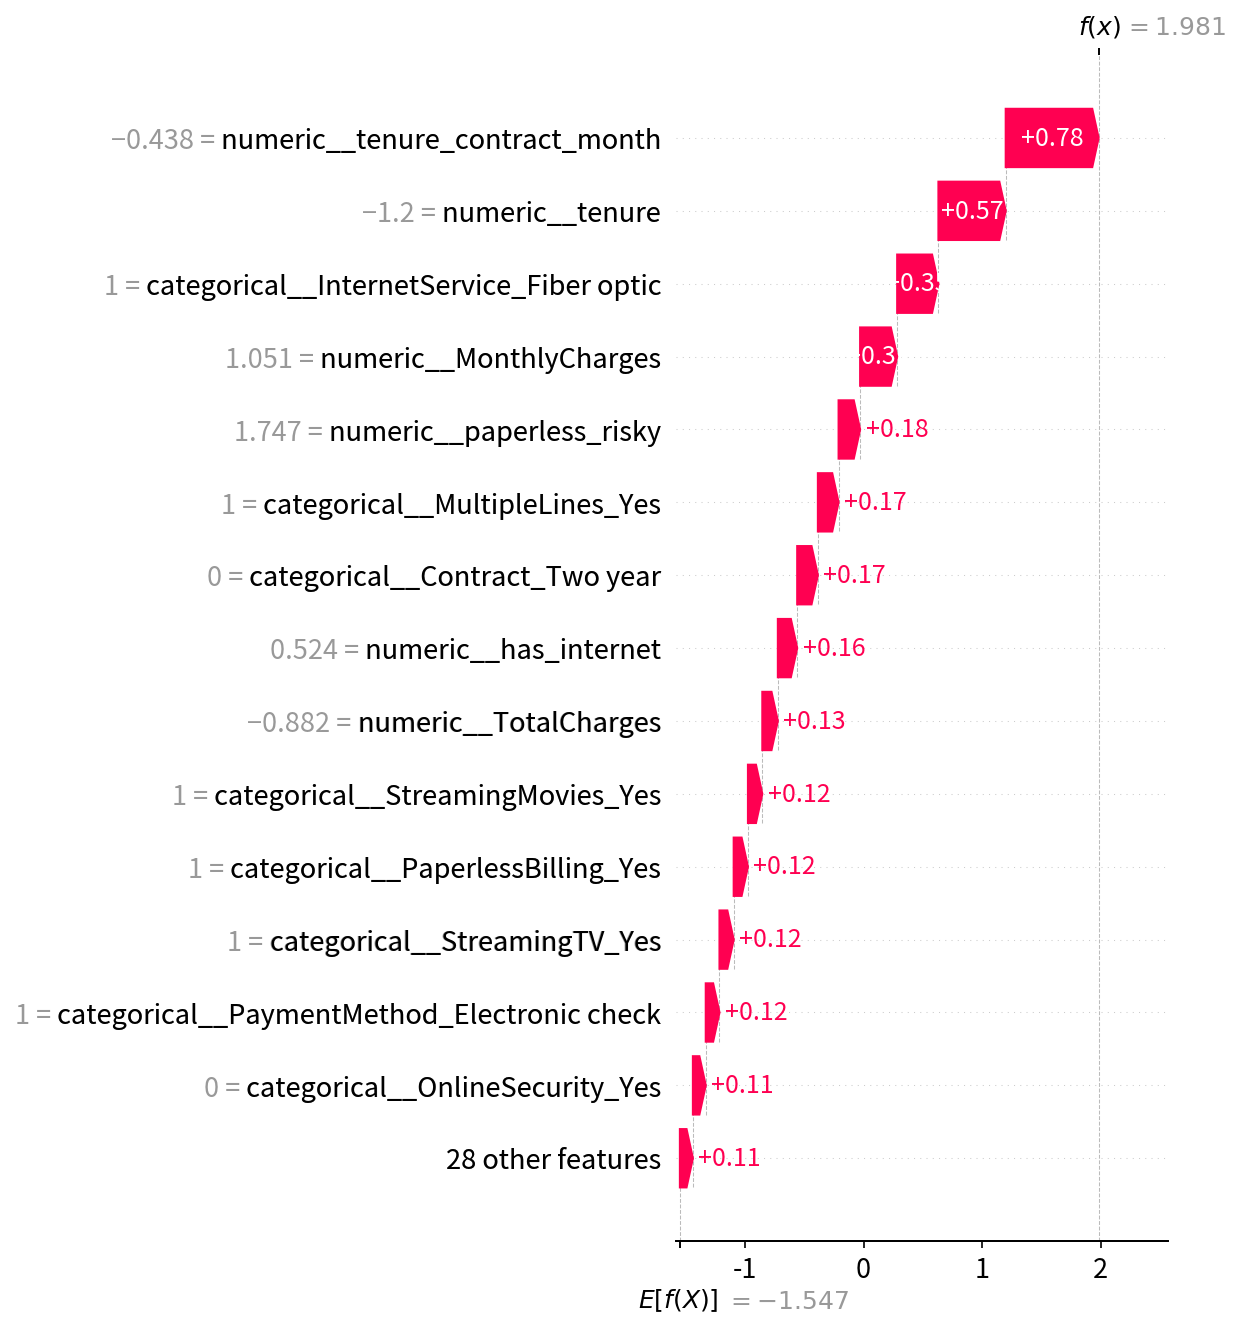 f(x) = 1.981
−0.438 = numeric__tenure_contract_month
+0.78
−1.2 = numeric__tenure
+0.57
1 = categorical__InternetService_Fiber optic
1.051 = numeric__MonthlyCharges
1.747 = numeric__paperless_risky
+0.18
1 = categorical__MultipleLines_Yes
+0.17
0 = categorical__Contract_Two year
+0.17
0.524 = numeric__has_internet
+0.16
−0.882 = numeric__TotalCharges
+0.13
1 = categorical__StreamingMovies_Yes
+0.12
1 = categorical__PaperlessBilling_Yes
+0.12
1 = categorical__StreamingTV_Yes
+0.12
1 = categorical__PaymentMethod_Electronic check
+0.12
0 = categorical__OnlineSecurity_Yes
+0.11
28 other features
+0.11
-1 0 1 2
E[f(X)] = −1.547